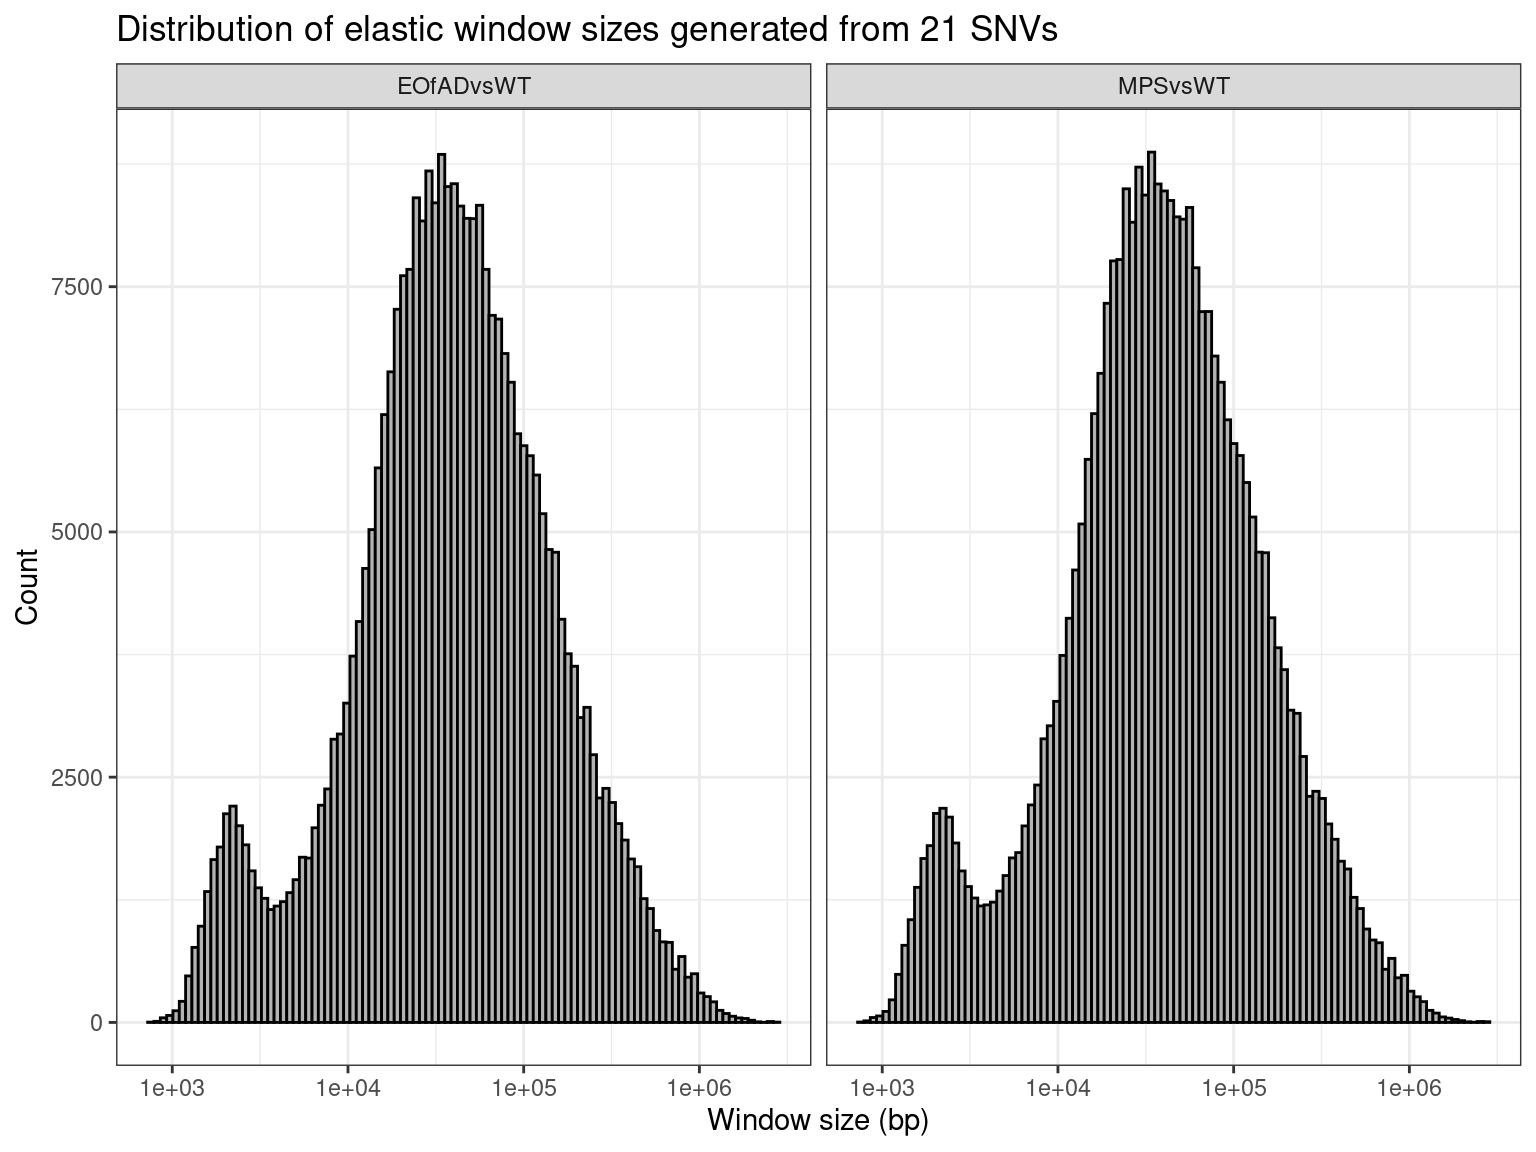 Distribution of elastic window sizes generated from 21 SNVs
EOfADvsWT
MPSvsWT
7500
5000
2500
0
Count
1e+03 1e+04 1e+05 1e+06
1e+03 1e+04 1e+05 1e+06
Window size (bp)